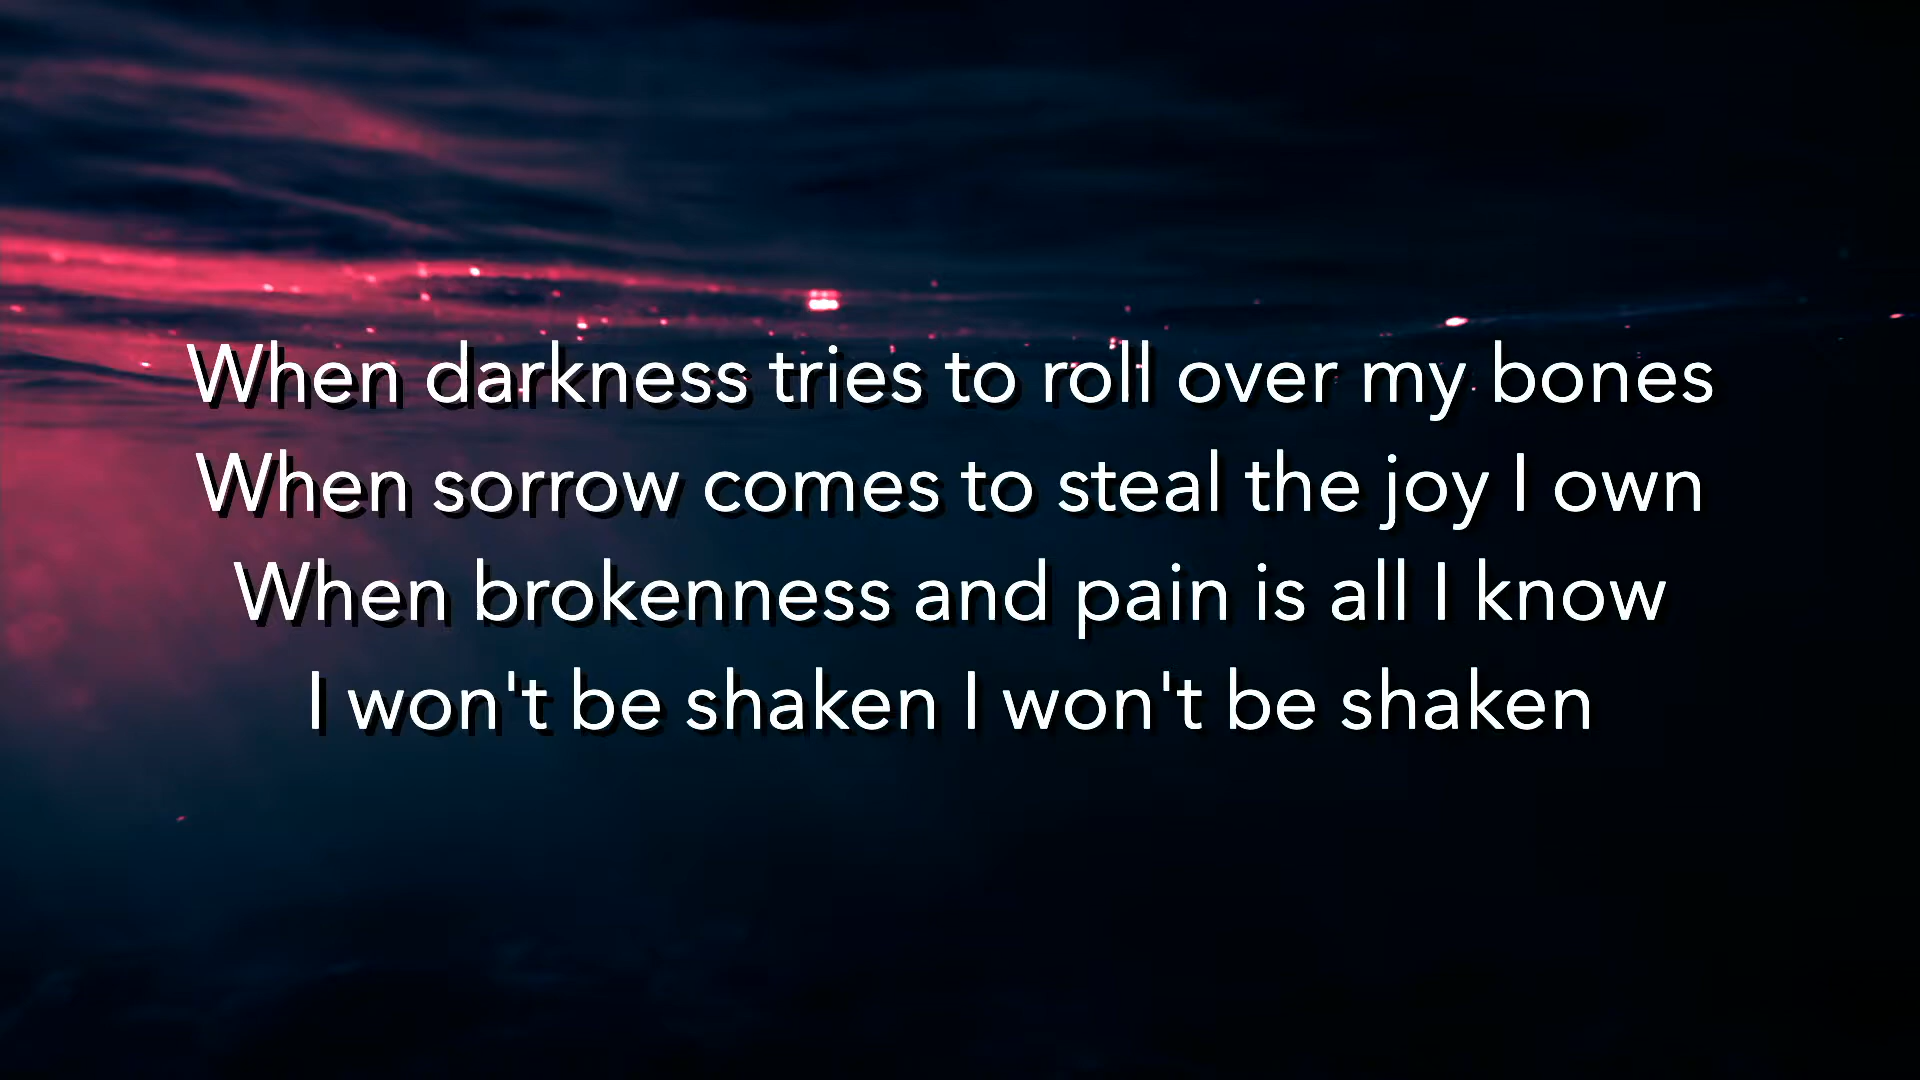 When darkness tries to roll over my bones
When sorrow comes to steal the joy I own
When brokenness and pain is all I know
I won't be shaken I won't be shaken